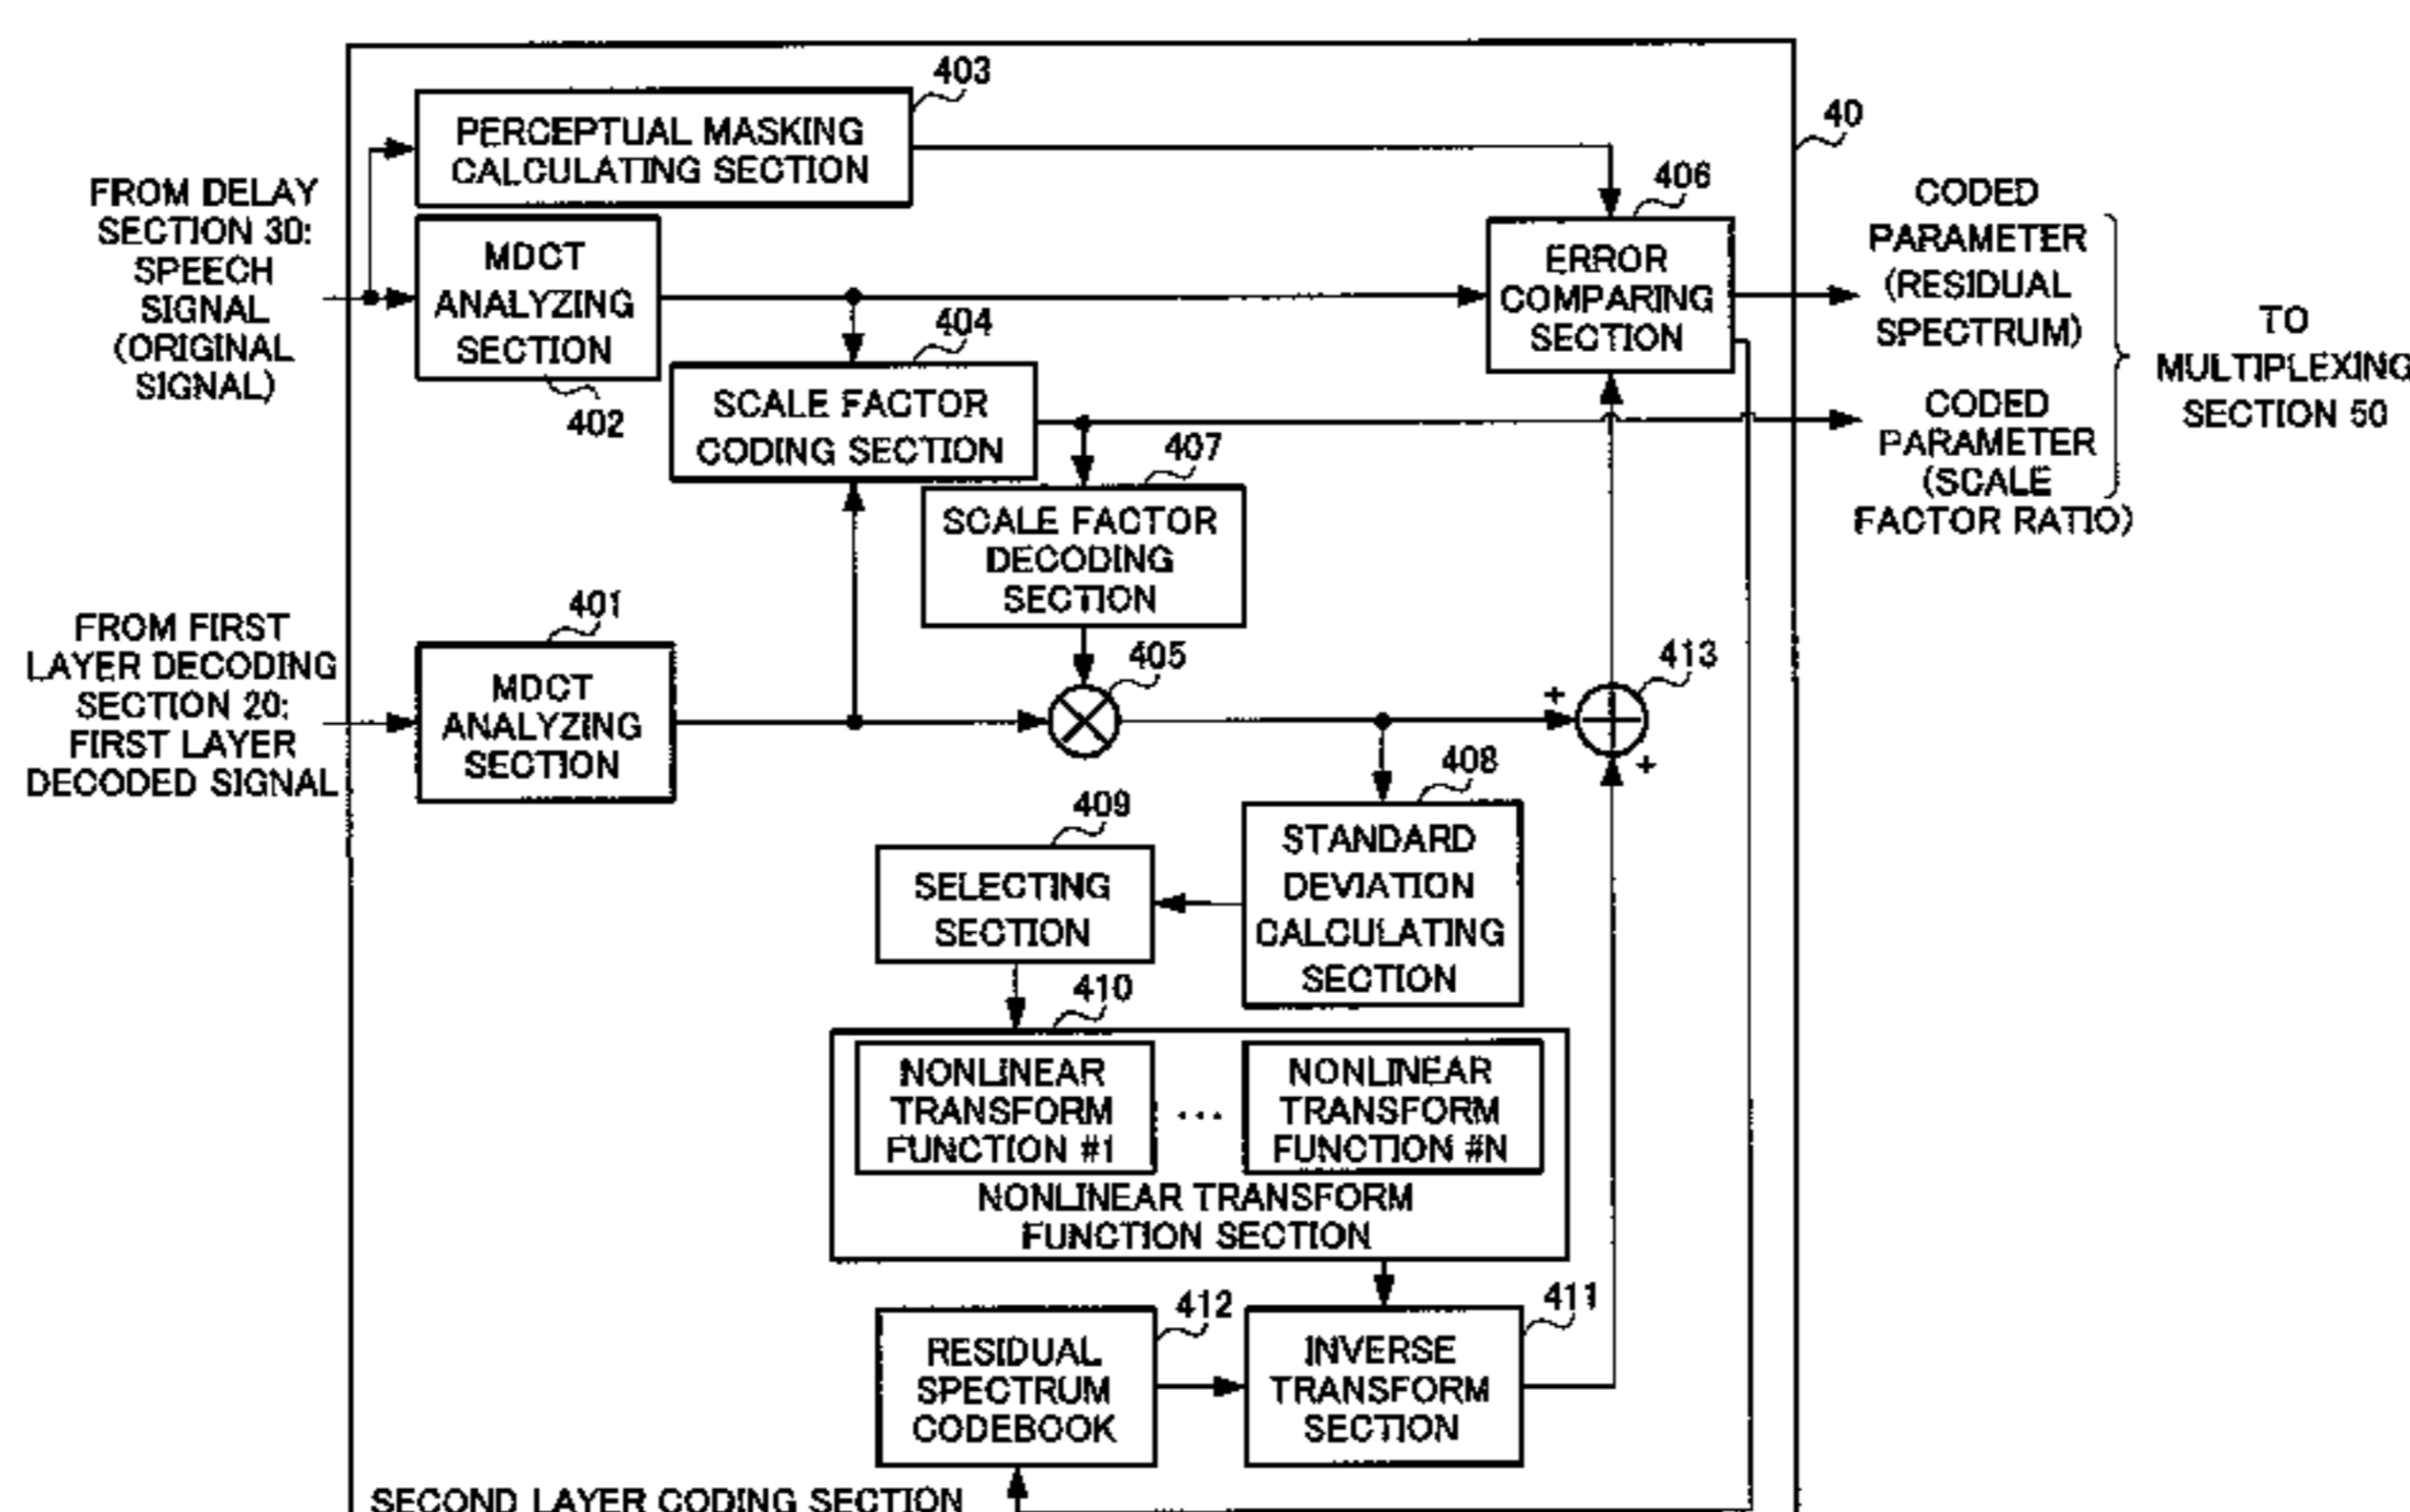 403
PERCEPTUAL MASKING
CALCULATING SECTION
40
FROM DELAY
SECTION 30:
SPEECH
SIGNAL
(ORIGINAL
SIGNAL)
MDCT
ANALYZING
SECTION
402
406
ERROR
COMPARING
SECTION
CODED
PARAMETER
(RESIDUAL
SPECTRUM)
CODED
PARAMETER
(SCALE
FACTOR RATIO)
TO
MULTIPLEXING
SECTION 50
404
SCALE FACTOR
CODING SECTION
407
SCALE FACTOR
DECODING
SECTION
FROM FIRST
LAYER DECODING
SECTION 20:
FIRST LAYER
DECODED SIGNAL
401
MDCT
ANALYZING
SECTION
405
+
413
+
408
STANDARD
DEVIATION
CALCULATING
SECTION
409
SELECTING
SECTION
410
NONLINEAR
TRANSFORM
FUNCTION #1
...
NONLINEAR
TRANSFORM
FUNCTION #N
NONLINEAR TRANSFORM
FUNCTION SECTION
412
RESIDUAL
SPECTRUM
CODEBOOK
411
INVERSE
TRANSFORM
SECTION
SECOND LAYER CODING SECTION